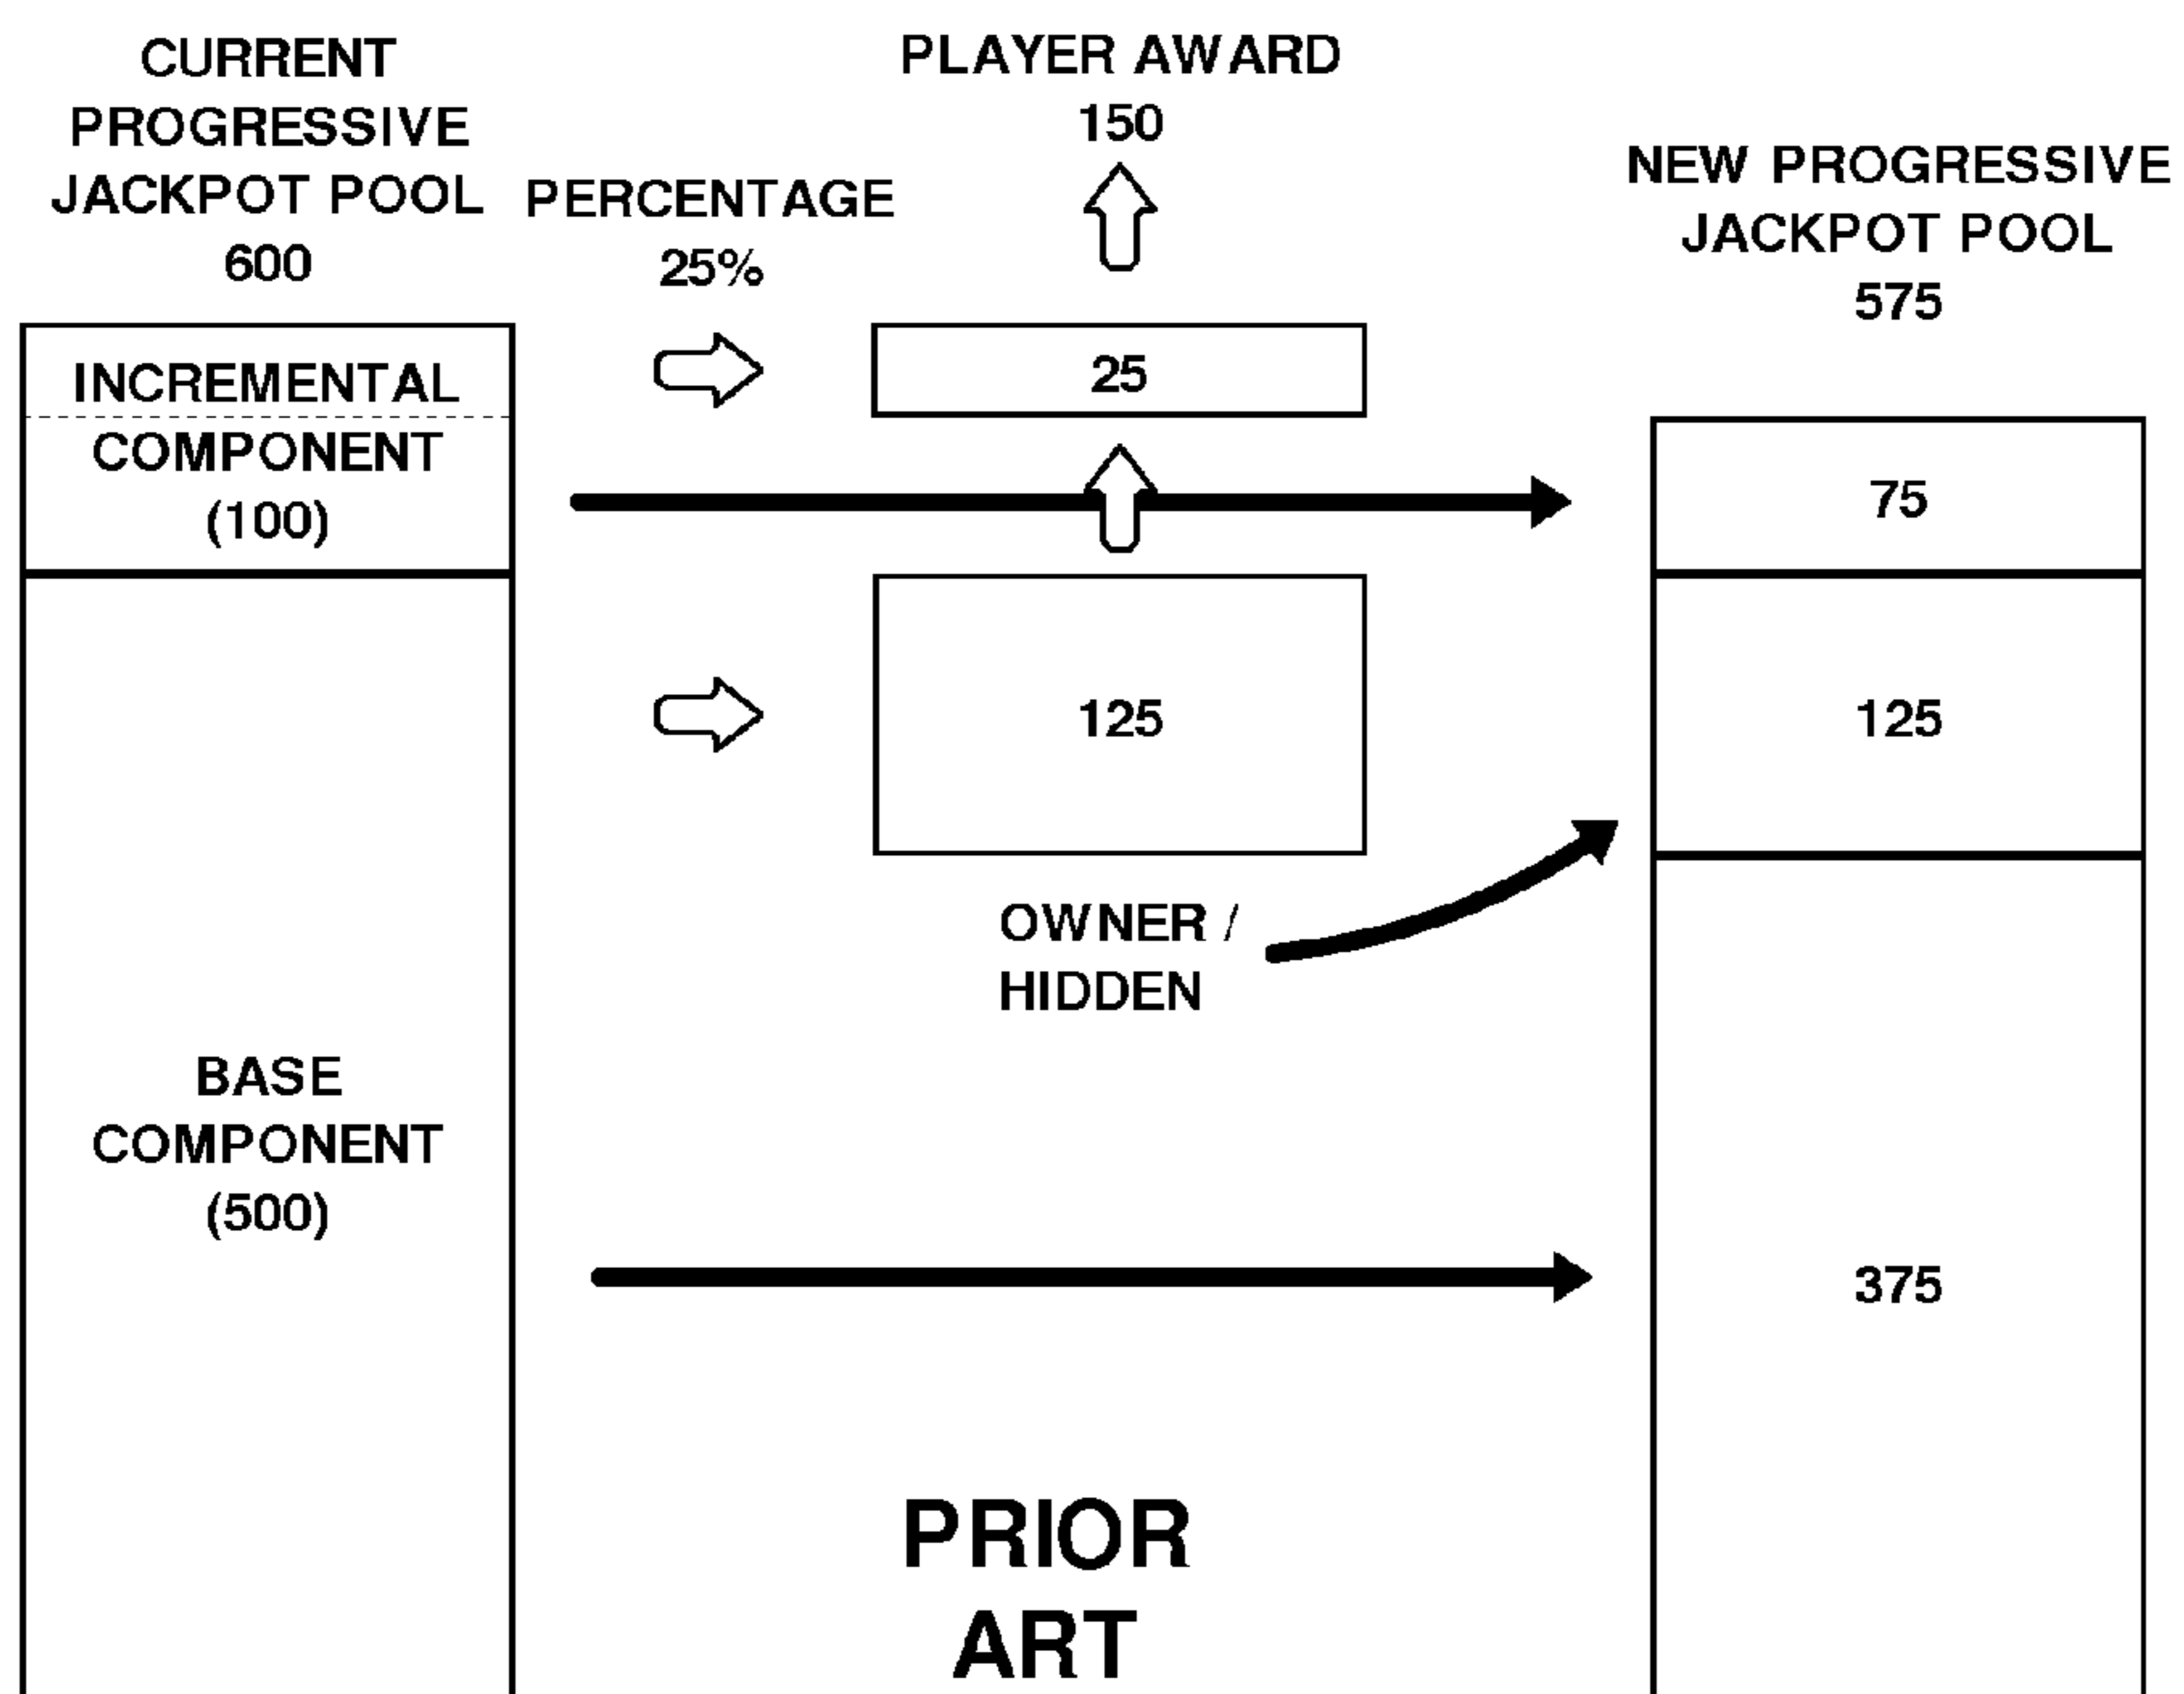 CURRENT
PROGRESSIVE
JACKPOT POOL
600
PERCENTAGE
25%
PLAYER AWARD
150
NEW PROGRESSIVE
JACKPOT POOL
575
INCREMENTAL
COMPONENT
(100)
25
75
125
125
OWNER /
HIDDEN
BASE
COMPONENT
(500)
375
PRIOR
ART